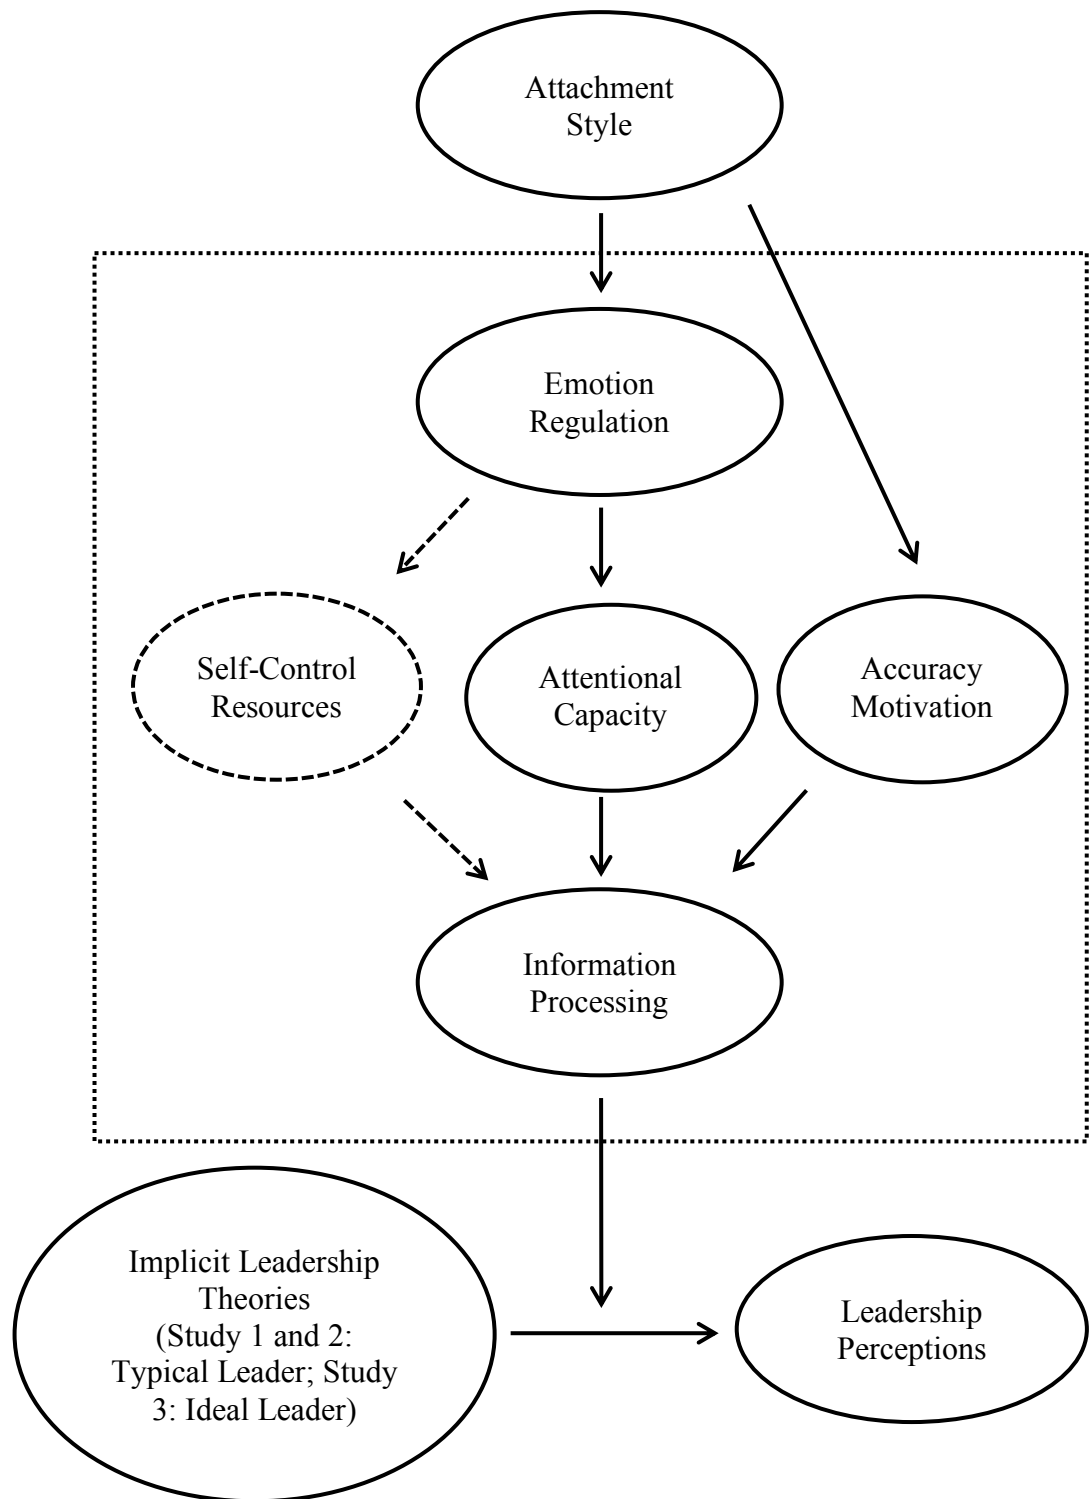 Attachment
Style
Emotion
Regulation
Self-Control
Resources
Attentional
Capacity
Accuracy
Motivation
Information
Processing
Implicit Leadership
Theories
(Study 1 and 2:
Typical Leader; Study
3: Ideal Leader)
Leadership
Perceptions